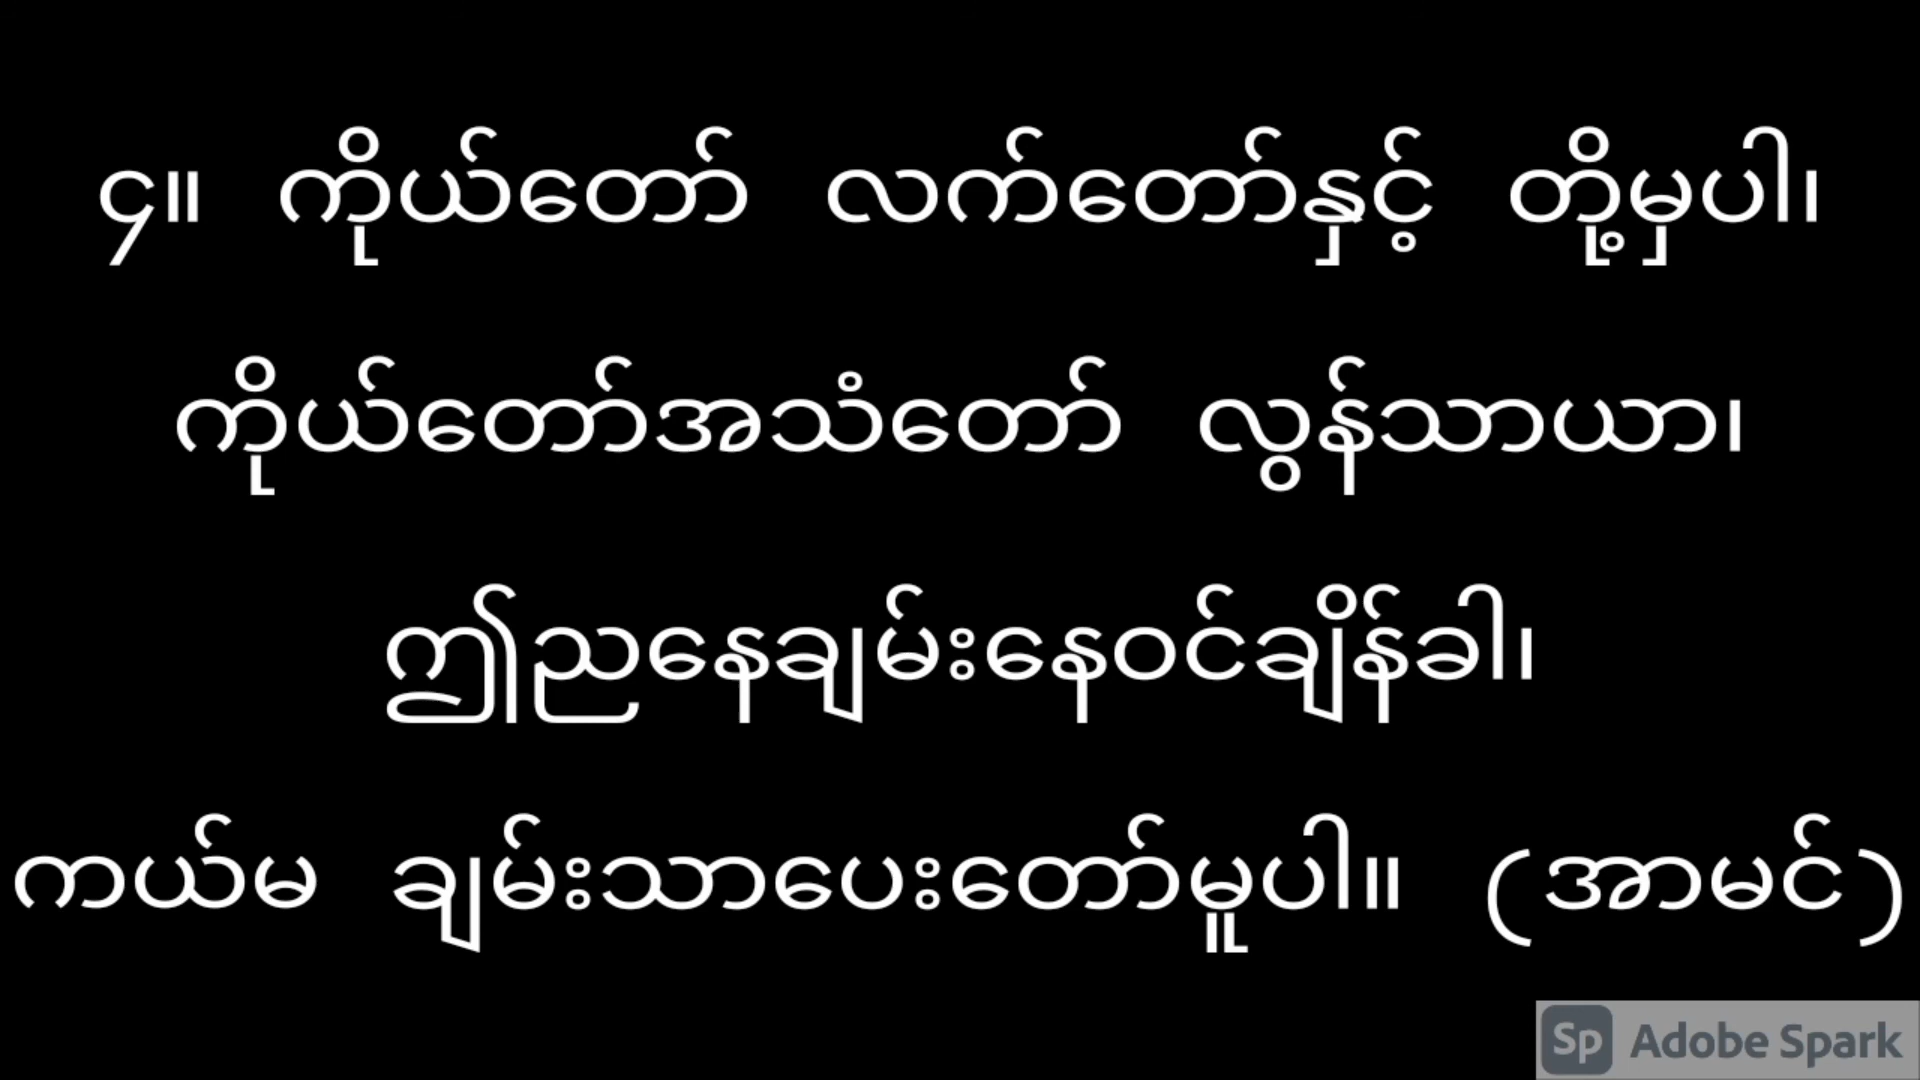 ၄။ ကိုယ်တော် လက်တော်နှင့် တို့မှပါ၊
ကိုယ်တော်အသံတော် လွန်သာယာ၊
ဤညနေချမ်းနေဝင်ချိန်ခါ၊
ကယ်မ ချမ်းသာပေးတော်မူပါ။ (အာမင်)
Sp Adobe Spark